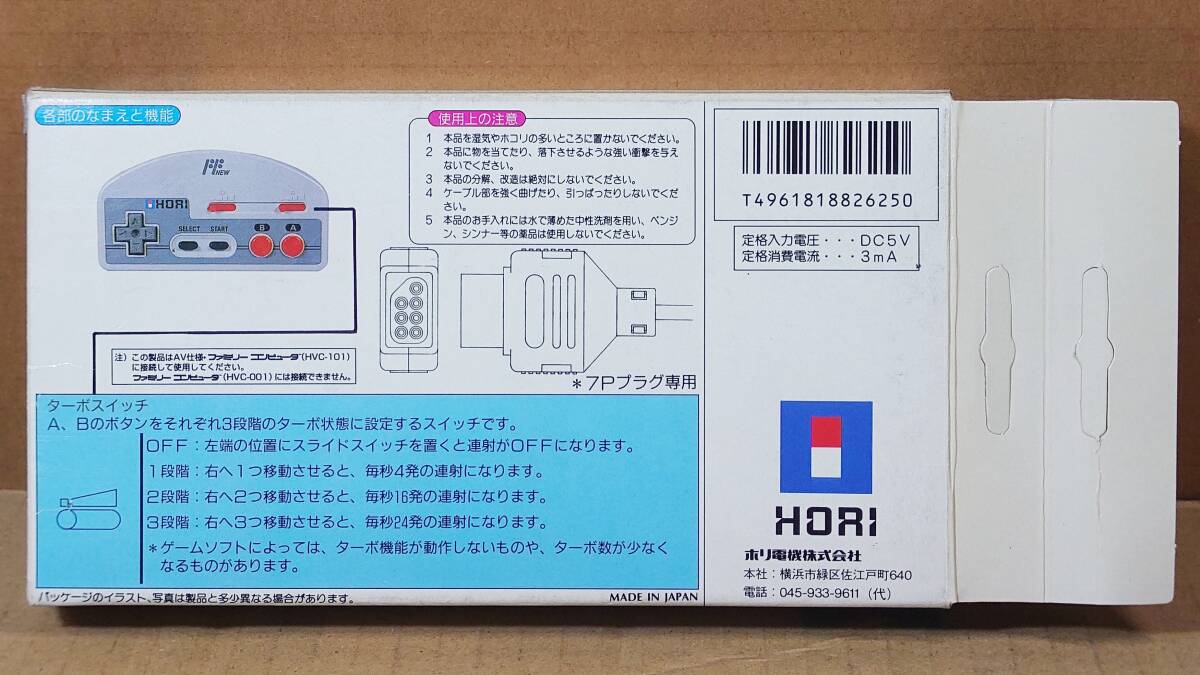 各部のなまえと機能
NEW
HORI
SELECT START
B A
使用上の注意
1 本品を湿気やホコリの多いところに置かないでください。
2 本品に物を当てたり、落下させるような強い衝撃を与え
ないでください。
3 本品の分解、改造は絶対にしないでください。
4 ケーブル部を強く曲げたり、引っぱったりしないでくだ
さい。
5 本品のお手入れには水で薄めた中性洗剤を用い、ベンジ
ン、シンナー等の薬品は使用しないでください。
注) この製品はAV仕様・ファミリー コンピュータ(HVC-101)
に接続して使用してください。
ファミリー コンピュータ(HVC-001)には接続できません。
*7Pプラグ専用
ターボスイッチ
A、Bのボタンをそれぞれ3段階のターボ状態に設定するスイッチです。
OFF:左端の位置にスライドスイッチを置くと連射がOFFになります。
1段階:右へ1つ移動させると、毎秒4発の連射になります。
2段階:右へ2つ移動させると、毎秒16発の連射になります。
3段階:右へ3つ移動させると、毎秒24発の連射になります。
*ゲームソフトによっては、ターボ機能が動作しないものや、ターボ数が少なく
なるものがあります。
パッケージのイラスト、写真は製品と多少異なる場合があります。
MADE IN JAPAN
T4961818826250
定格入力電圧・・・DC5V
定格消費電流・・・3mA
HORI
ホリ電機株式会社
本社:横浜市緑区佐江戸町640
電話:045-933-9611(代)